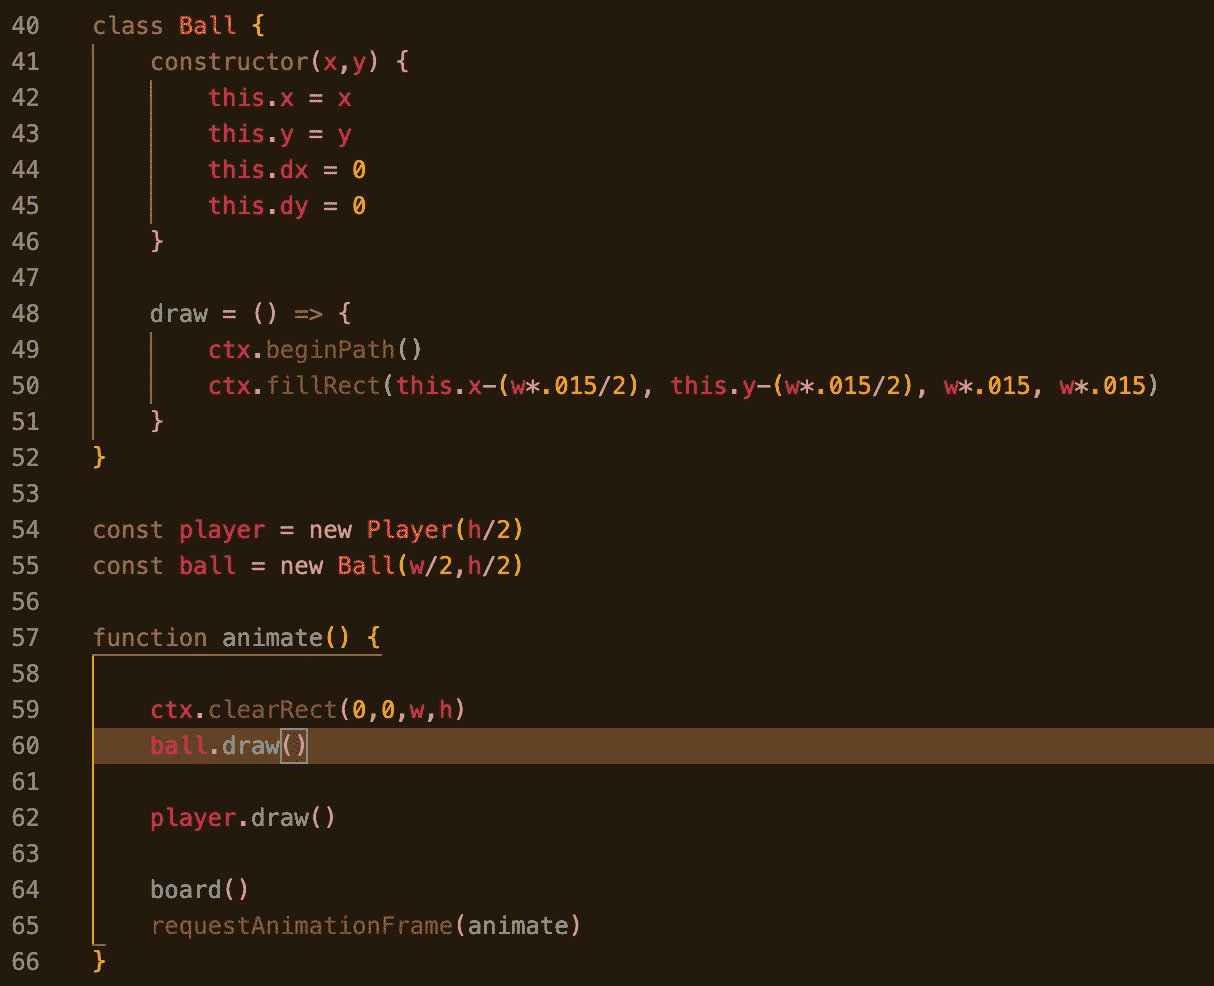 40 class Ball {
41 constructor(x,y) {
42 this.x = x
43 this.y = y
44 this.dx = 0
45 this.dy = 0
46 }
47
48 draw = () => {
49 ctx.beginPath()
50 ctx.fillRect(this.x-(w*.015/2), this.y-(w*.015/2), w*.015, w*.015)
51 }
52 }
53
54 const player = new Player(h/2)
55 const ball = new Ball(w/2,h/2)
56
57 function animate() {
58
59 ctx.clearRect(0,0,w,h)
60 ball.draw()
61
62 player.draw()
63
64 board()
65 requestAnimationFrame(animate)
66 }